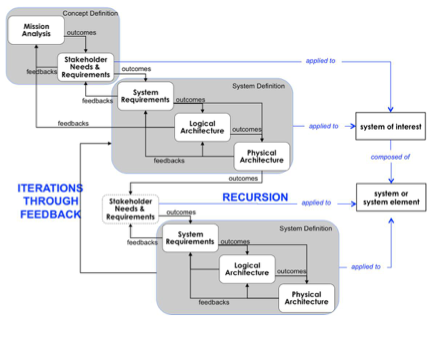 Concept Definition
Mission
Analysis
outcomes
Stakeholder
Needs &
Requirements
feedbacks
outcomes
applied to
System Definition
feedbacks
System
Requirements
outcomes
feedbacks
Logical
Architecture
outcomes
applied to
system of interest
Physical
Architecture
feedbacks
composed of
outcomes
ITERATIONS
THROUGH
FEEDBACK
RECURSION
Stakeholder
Needs &
Requirements
applied to
system or
system element
outcomes
System Definition
feedbacks
System
Requirements
outcomes
Logical
Architecture
outcomes
applied to
feedbacks
Physical
Architecture